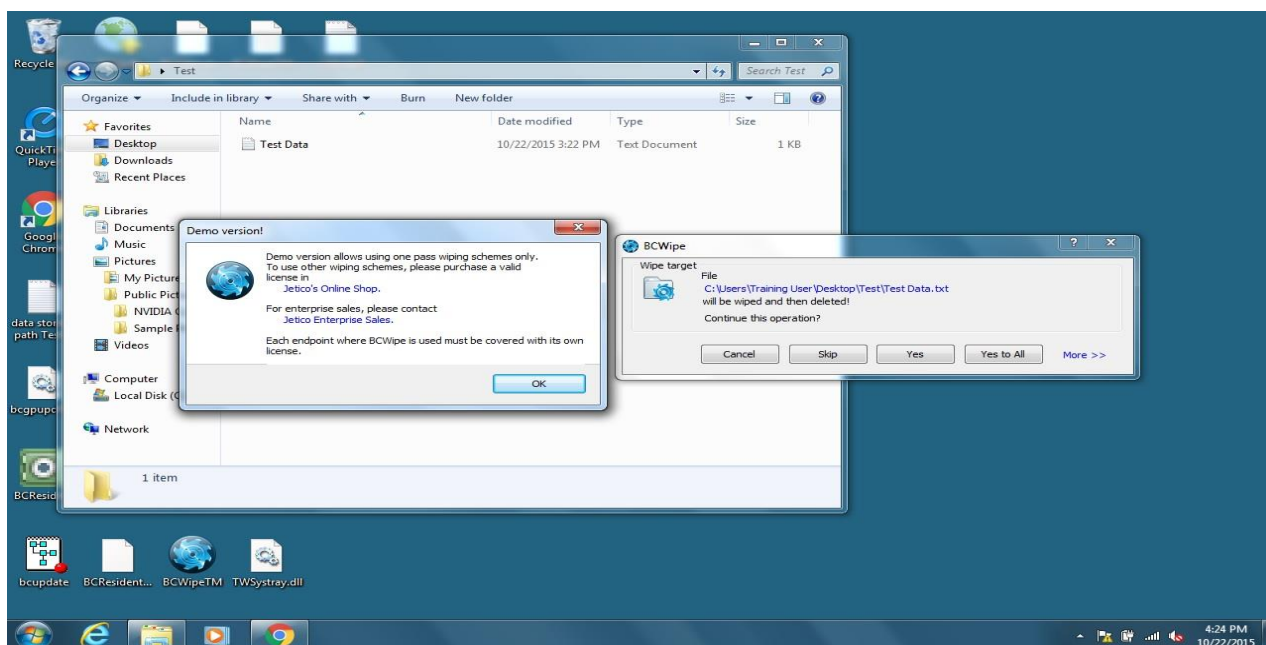 Recycle
Test
Search Test
Organize
Include in library
Share with
Burn
New folder
Name
Date modified
Type
Size
Favorites
Desktop
Downloads
Recent Places
Test Data
10/22/2015 3:22 PM
Text Document
1 KB
QuickTi
Playe
Libraries
Documents
Music
Pictures
My Picture
Public Pict
NVIDIA
Sample
Videos
Googl
Chrom
data stor
path Te
Computer
Local Disk (C
Network
bcgpupd
BCResid
1 item
Demo version!
Demo version allows using one pass wiping schemes only.
To use other wiping schemes, please purchase a valid
license in
Jetico's Online Shop.
For enterprise sales, please contact
Jetico Enterprise Sales.
Each endpoint where BCWipe is used must be covered with its own
license.
OK
BCWipe
Wipe target
File
C:\Users\Training User\Desktop\Test\Test Data.txt
will be wiped and then deleted!
Continue this operation?
Cancel
Skip
Yes
Yes to All
More >>
bcupdate
BCResident...
BCWipeTM
TWSystray.dll
4:24 PM
10/22/2015